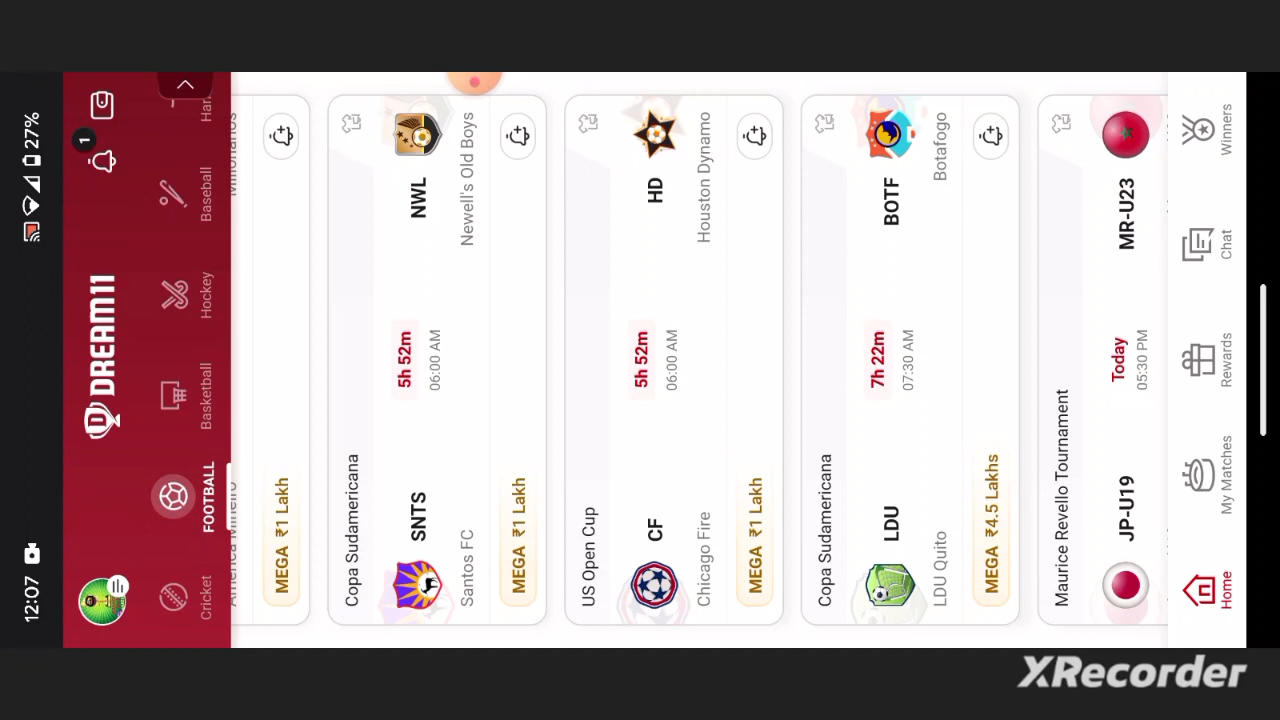 12:07
27%
DREAM11
1
Cricket
FOOTBALL
Basketball
Hockey
Baseball
MEGA ₹1 Lakh
Copa Sudamericana
SNTS
5h 52m
NWL
06:00 AM
Santos FC
Newell's Old Boys
MEGA ₹1 Lakh
US Open Cup
CF
5h 52m
HD
06:00 AM
Chicago Fire
Houston Dynamo
MEGA ₹1 Lakh
Copa Sudamericana
LDU
7h 22m
BOTF
07:30 AM
LDU Quito
Botafogo
MEGA ₹4.5 Lakhs
Maurice Revello Tournament
JP-U19
Today
MR-U23
05:30 PM
Home
My Matches
Rewards
Chat
Winners
XRecorder